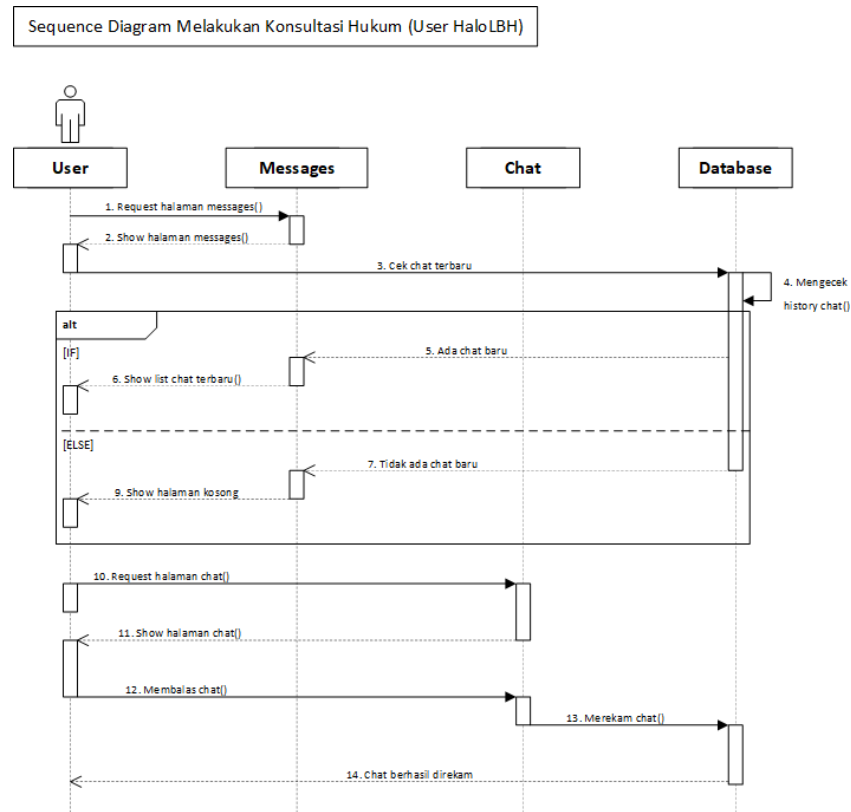 Sequence Diagram Melakukan Konsultasi Hukum (User HaloLBH)
User
Messages
Chat
Database
1. Request halaman messages()
2. Show halaman messages()
3. Cek chat terbaru
4. Mengecek
history chat()
alt
[IF]
5. Ada chat baru
6. Show list chat terbaru()
[ELSE]
7. Tidak ada chat baru
9. Show halaman kosong
10. Request halaman chat()
11. Show halaman chat()
12. Membalas chat()
13. Merekam chat()
14. Chat berhasil direkam